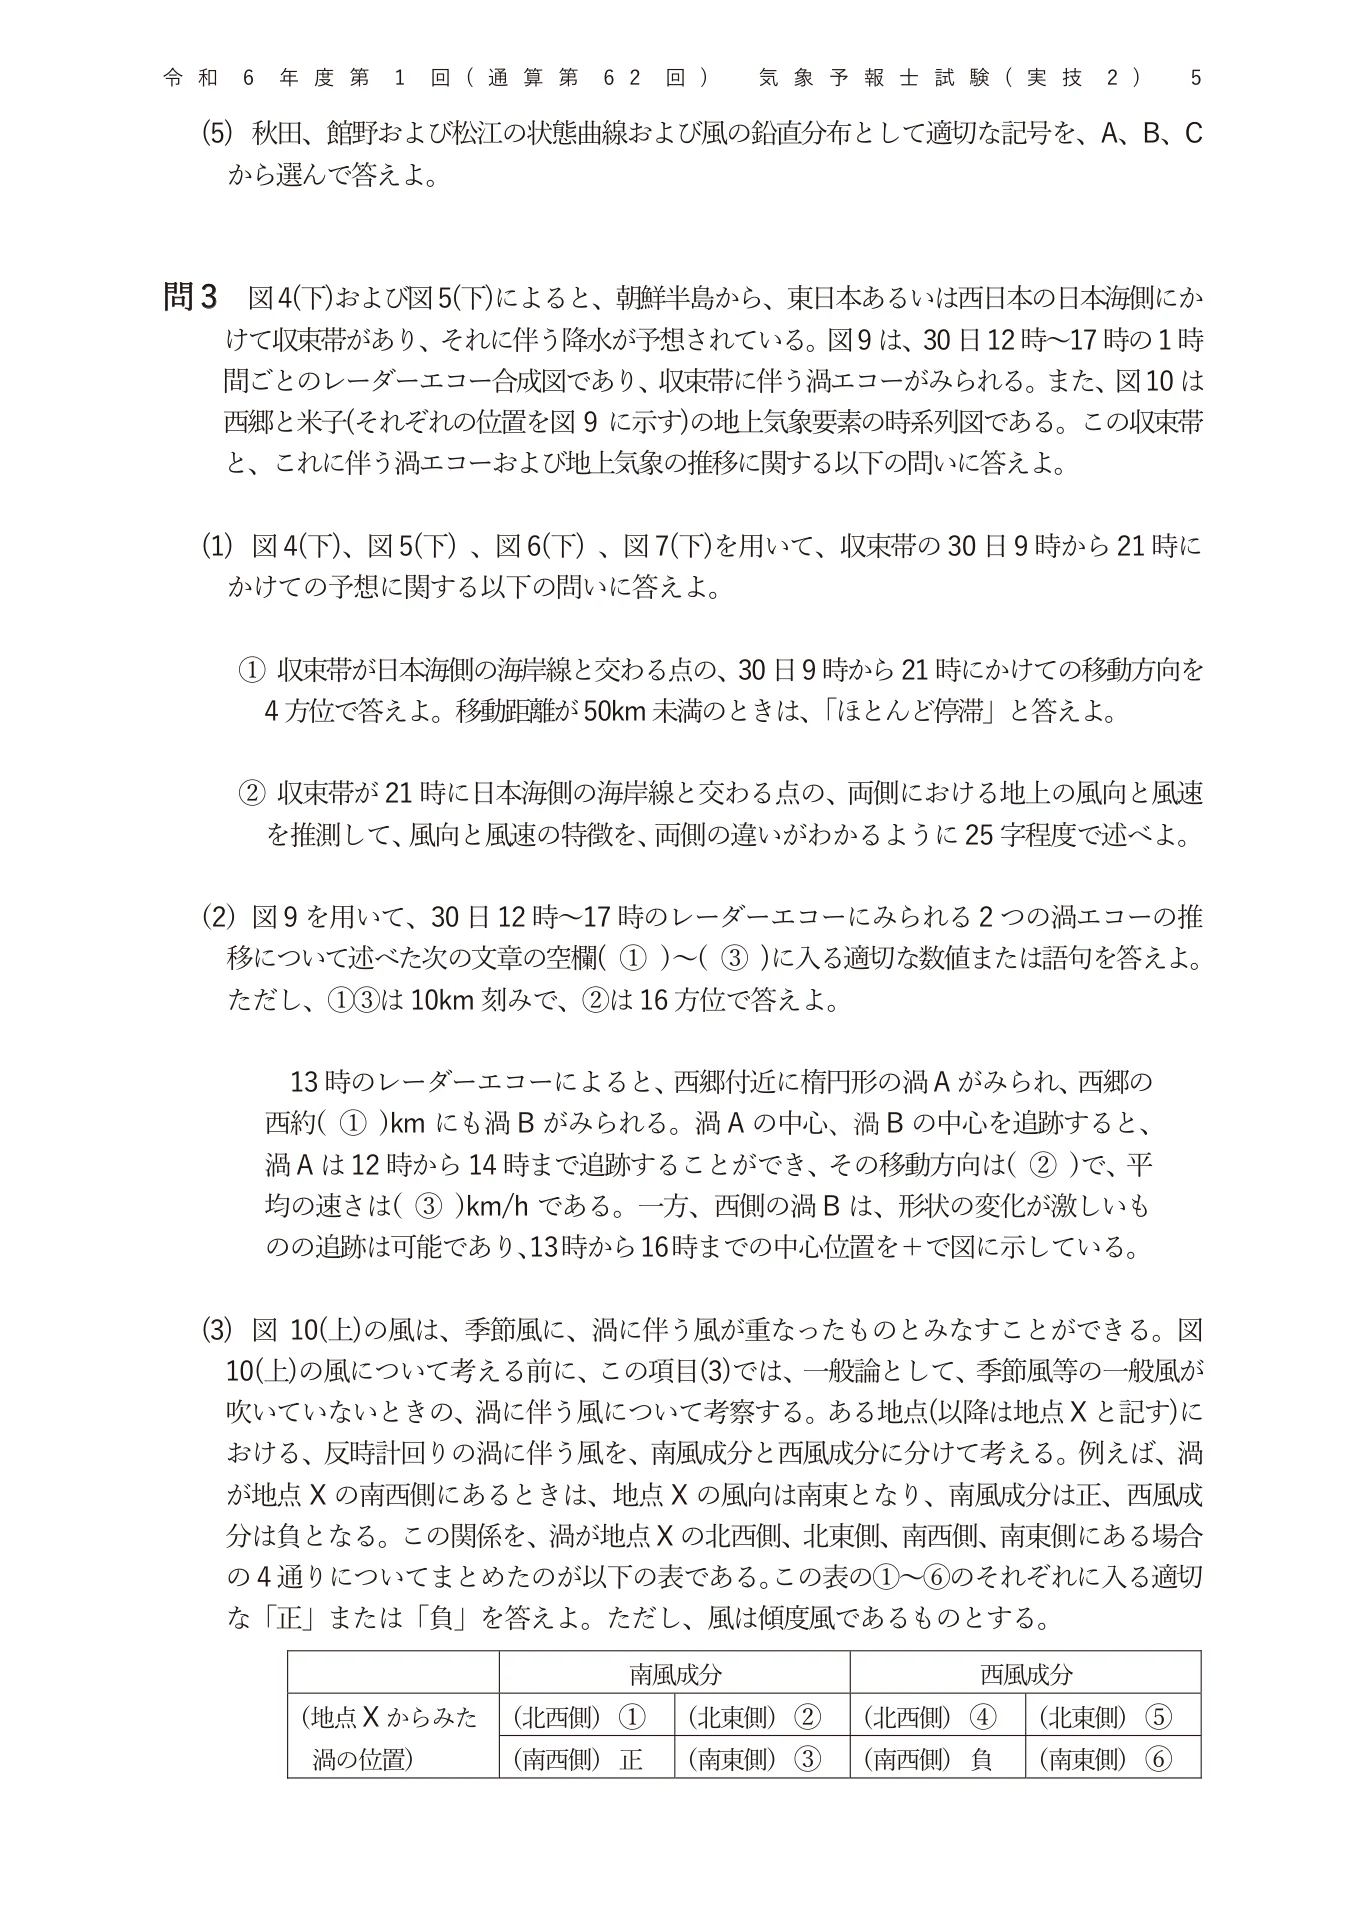 令和6年度第1回(通算第62回) 気象予報士試験(実技2) 5
(5) 秋田、館野および松江の状態曲線および風の鉛直分布として適切な記号を、A、B、C
から選んで答えよ。
問3 図4(下)および図5(下)によると、朝鮮半島から、東日本あるいは西日本の日本海側にか
けて収束帯があり、それに伴う降水が予想されている。図9は、30日12時〜17時の1時
間ごとのレーダーエコー合成図であり、収束帯に伴う渦エコーがみられる。また、図10は
西郷と米子(それぞれの位置を図9に示す)の地上気象要素の時系列図である。この収束帯
と、これに伴う渦エコーおよび地上気象の推移に関する以下の問いに答えよ。
(1) 図4(下)、図5(下)、図6(下)、図7(下)を用いて、収束帯の30日9時から21時に
かけての予想に関する以下の問いに答えよ。
① 収束帯が日本海側の海岸線と交わる点の、30日9時から21時にかけての移動方向を
4方位で答えよ。移動距離が50km未満のときは、「ほとんど停滞」と答えよ。
② 収束帯が21時に日本海側の海岸線と交わる点の、両側における地上の風向と風速
を推測して、風向と風速の特徴を、両側の違いがわかるように25字程度で述べよ。
(2) 図9を用いて、30日12時〜17時のレーダーエコーにみられる2つの渦エコーの推
移について述べた次の文章の空欄( ① )〜( ③ )に入る適切な数値または語句を答えよ。
ただし、①③は10km刻みで、②は16方位で答えよ。
13時のレーダーエコーによると、西郷付近に楕円形の渦Aがみられ、西郷の
西約( ① )kmにも渦Bがみられる。渦Aの中心、渦Bの中心を追跡すると、
渦Aは12時から14時まで追跡することができ、その移動方向は( ② )で、平
均の速さは( ③ )km/hである。一方、西側の渦Bは、形状の変化が激しいも
のの追跡は可能であり、13時から16時までの中心位置を＋で図に示している。
(3) 図10(上)の風は、季節風に、渦に伴う風が重なったものとみなすことができる。図
10(上)の風について考える前に、この項目(3)では、一般論として、季節風等の一般風が
吹いていないときの、渦に伴う風について考察する。ある地点(以降は地点Xと記す)に
おける、反時計回りの渦に伴う風を、南風成分と西風成分に分けて考える。例えば、渦
が地点Xの南西側にあるときは、地点Xの風向は南東となり、南風成分は正、西風成
分は負となる。この関係を、渦が地点Xの北西側、北東側、南西側、南東側にある場合
の4通りについてまとめたのが以下の表である。この表の①〜⑥のそれぞれに入る適切
な「正」または「負」を答えよ。ただし、風は傾度風であるものとする。
南風成分 西風成分
(地点Xからみた (北西側) ① (北東側) ② (北西側) ④ (北東側) ⑤
渦の位置) (南西側) 正 (南東側) ③ (南西側) 負 (南東側) ⑥